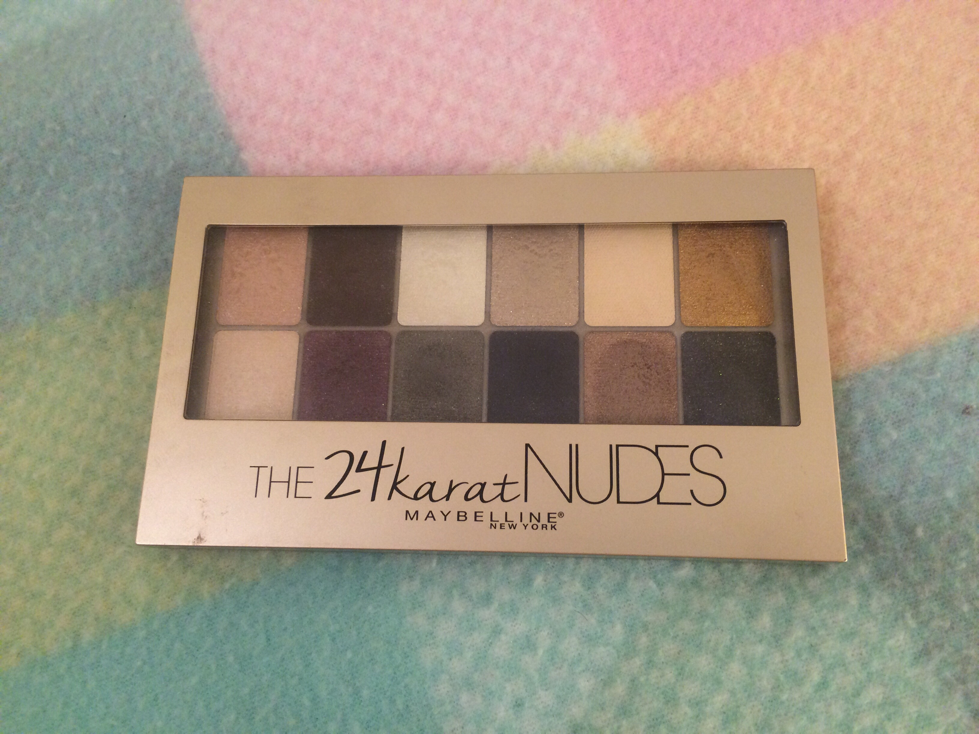 THE 24karat NUDES
MAYBELLINE®
NEW YORK